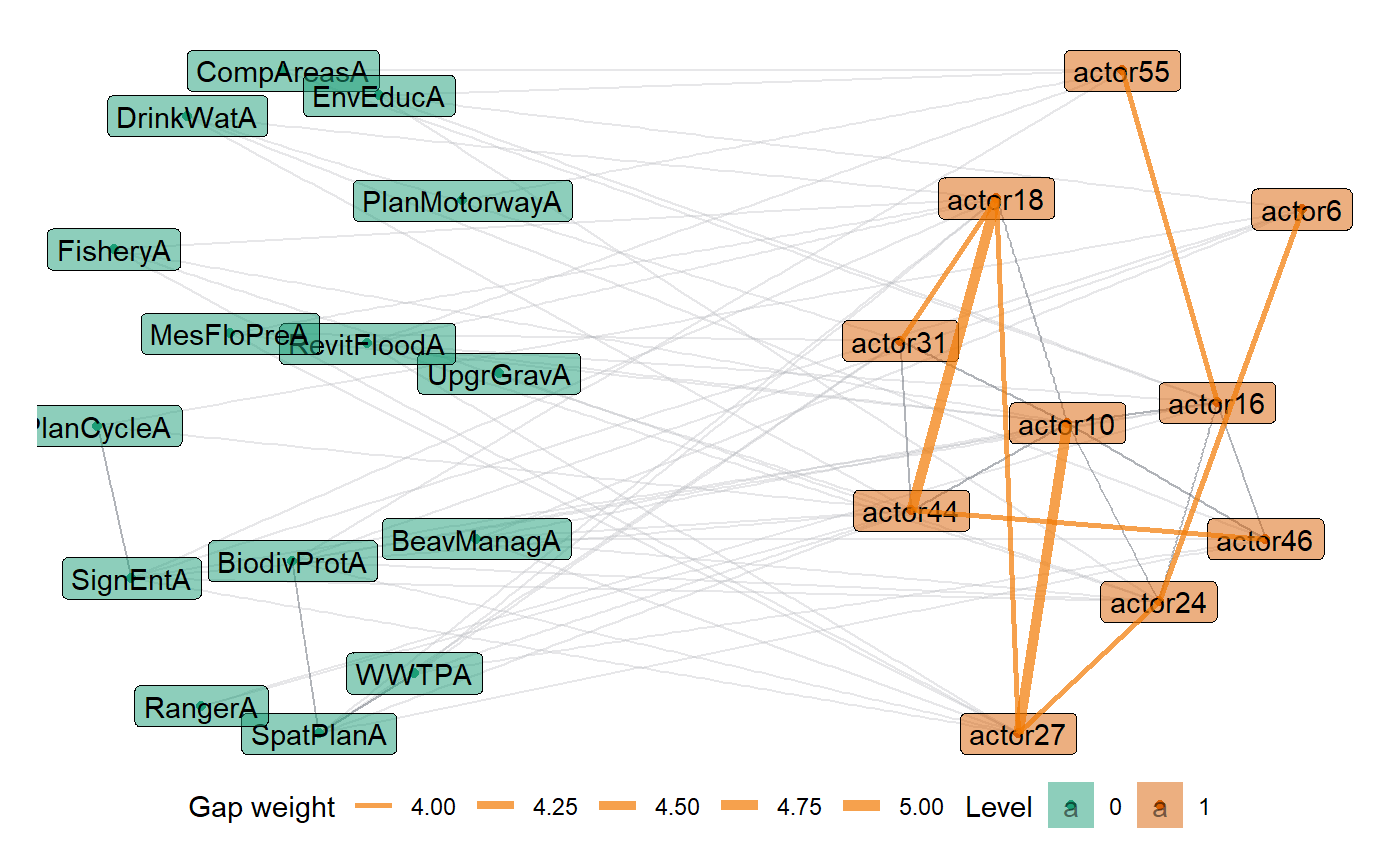 CompAreasA
EnvEducA
DrinkWatA
PlanMotorwayA
FisheryA
MesFloPreA
RevitFloodA
UpgrGravA
PlanCycleA
SignEntA
BiodivProtA
BeavManagA
WWTPA
RangerA
SpatPlanA
actor55
actor18
actor6
actor31
actor16
actor10
actor44
actor46
actor24
actor27
Gap weight 4.00 4.25 4.50 4.75 5.00 Level a 0 a 1